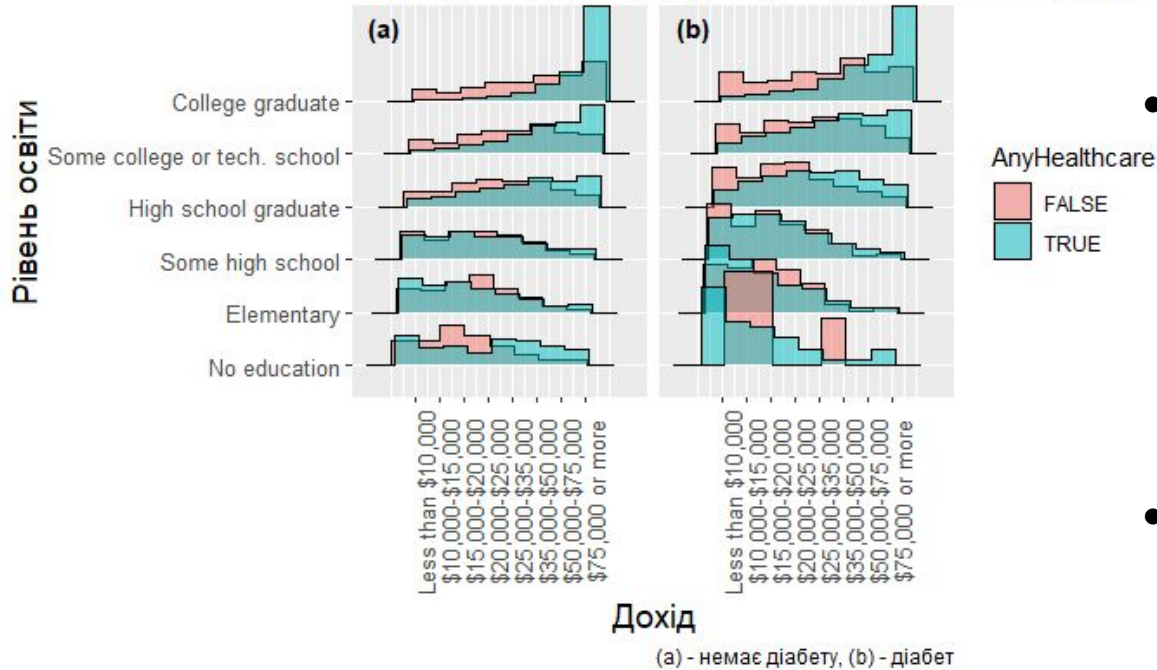 (a)
(b)
Рівень освіти
College graduate
Some college or tech. school
High school graduate
Some high school
Elementary
No education
AnyHealthcare
FALSE
TRUE
Less than $10,000
$10,000-$15,000
$15,000-$20,000
$20,000-$25,000
$25,000-$35,000
$35,000-$50,000
$50,000-$75,000
$75,000 or more
Less than $10,000
$10,000-$15,000
$15,000-$20,000
$20,000-$25,000
$25,000-$35,000
$35,000-$50,000
$50,000-$75,000
$75,000 or more
Дохід
(a) - немає діабету, (b) - діабет